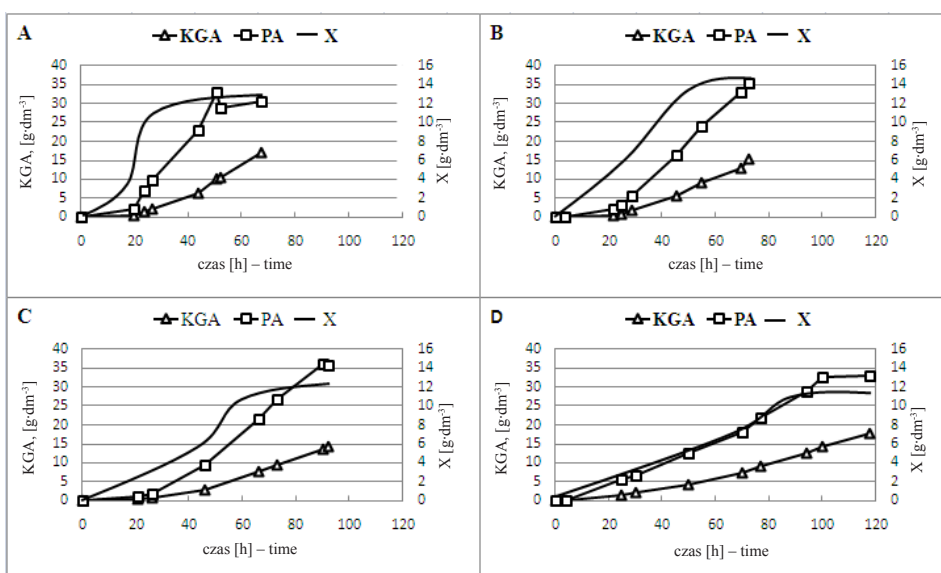 A
KGA PA X
KGA, [g·dm⁻³]
40 35 30 25 20 15 10 5 0
16 14 12 10 8 6 4 2 0
X [g·dm⁻³]
0 20 40 60 80 100 120
czas [h] – time
B
KGA PA X
KGA, [g·dm⁻³]
40 35 30 25 20 15 10 5 0
16 14 12 10 8 6 4 2 0
X [g·dm⁻³]
0 20 40 60 80 100 120
czas [h] – time
C
KGA PA X
KGA, [g·dm⁻³]
40 35 30 25 20 15 10 5 0
16 14 12 10 8 6 4 2 0
X [g·dm⁻³]
0 20 40 60 80 100 120
czas [h] – time
D
KGA PA X
KGA, [g·dm⁻³]
40 35 30 25 20 15 10 5 0
16 14 12 10 8 6 4 2 0
X [g·dm⁻³]
0 20 40 60 80 100 120
czas [h] – time